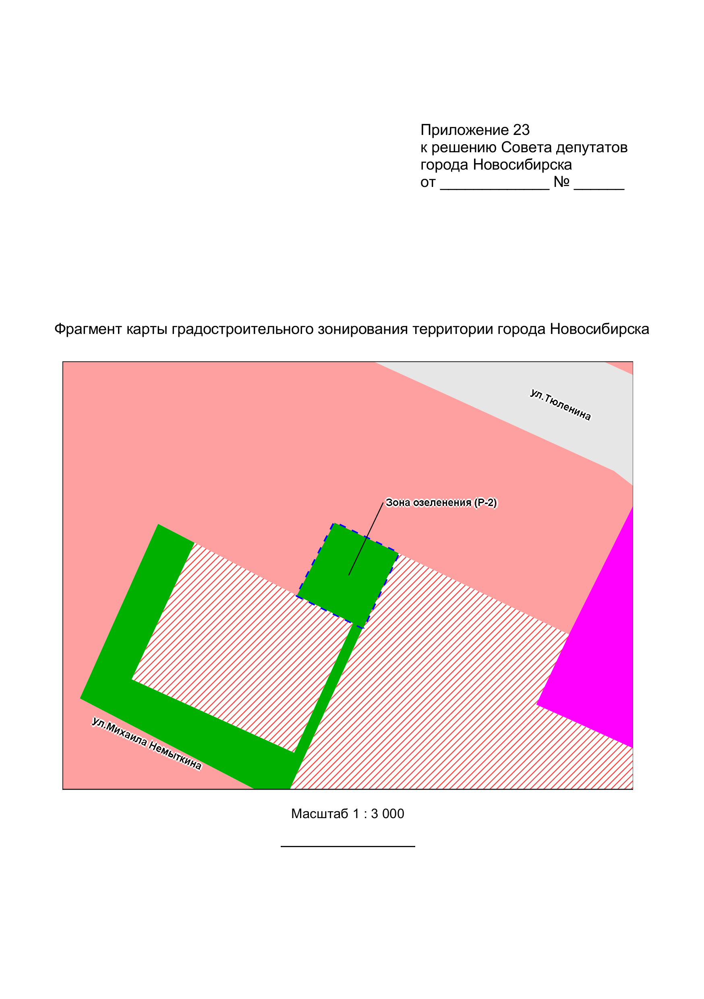 Приложение 23
к решению Совета депутатов
города Новосибирска
от _____________ № ______
Фрагмент карты градостроительного зонирования территории города Новосибирска
ул.Тюленина
Зона озеленения (Р-2)
ул.Михаила Немыткина
Масштаб 1 : 3 000